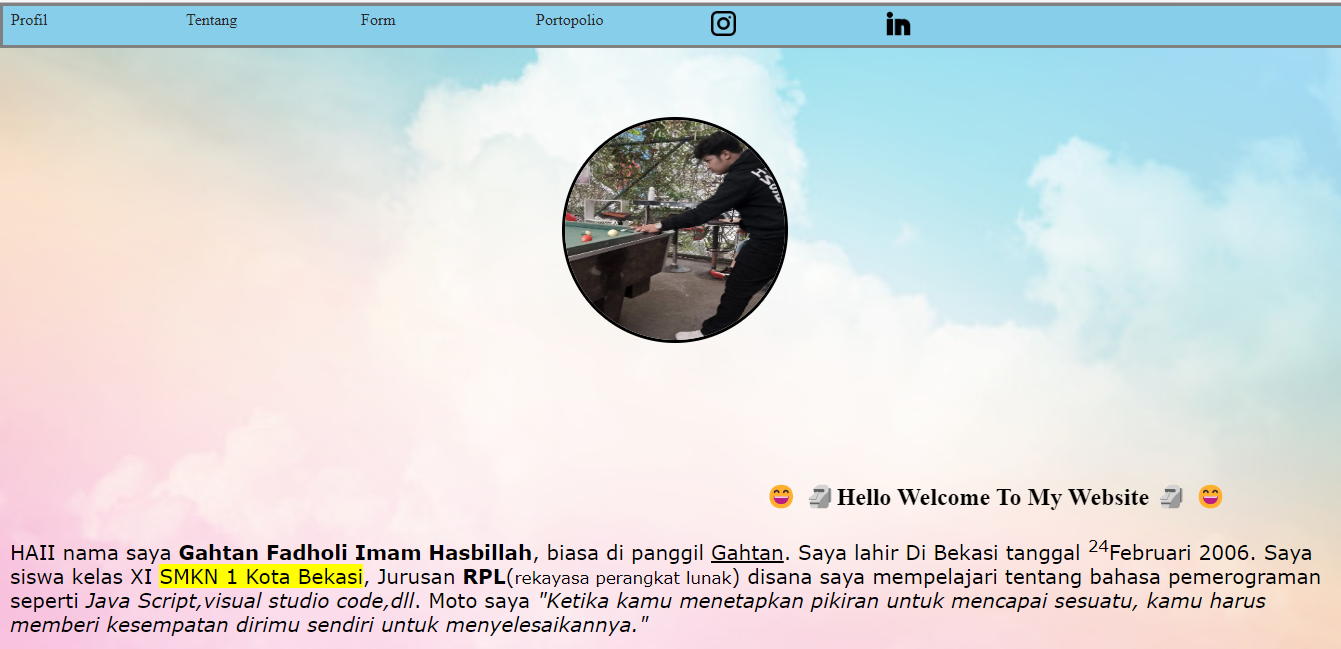 Profil Tentang Form Portopolio
😄 🗿Hello Welcome To My Website 🗿 😄
HAII nama saya Gahtan Fadholi Imam Hasbillah, biasa di panggil Gahtan. Saya lahir Di Bekasi tanggal 24Februari 2006. Saya
siswa kelas XI SMKN 1 Kota Bekasi, Jurusan RPL(rekayasa perangkat lunak) disana saya mempelajari tentang bahasa pemerograman
seperti Java Script,visual studio code,dll. Moto saya "Ketika kamu menetapkan pikiran untuk mencapai sesuatu, kamu harus
memberi kesempatan dirimu sendiri untuk menyelesaikannya."